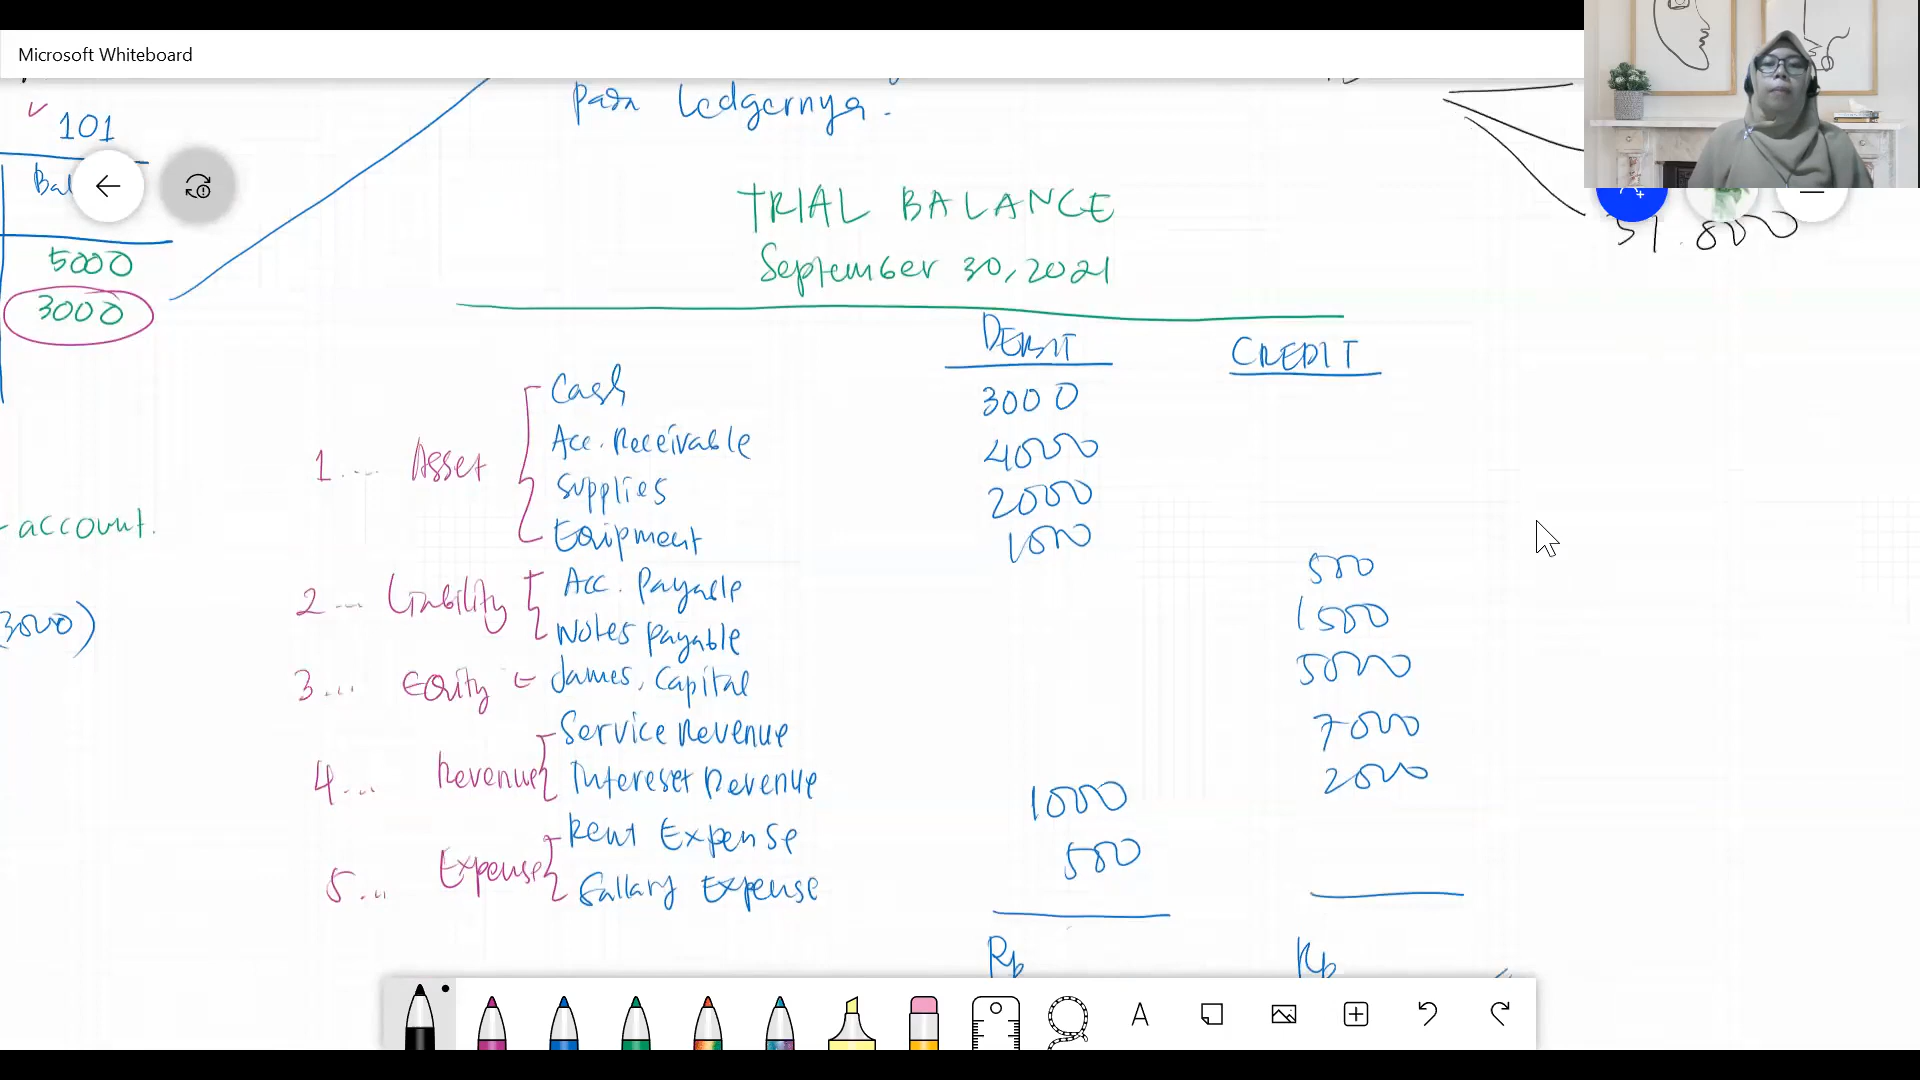 Microsoft Whiteboard
pada Ledgernya.
101
Bal
5000
3000
TRIAL BALANCE
September 30, 2021
DEBIT CREDIT
Cash 3000
1.... Asset Acc. Receivable 4000
Supplies 2000
Equipment 1000
- account.
2... Liability Acc. Payable 500
(3000)
Notes payable 1500
3... Equity James, Capital 5000
Service Revenue 7000
4... Revenue Intereset Revenue 2000
Rent Expense 1000
5... Expense Sallary Expense 500
Rp Rp
A